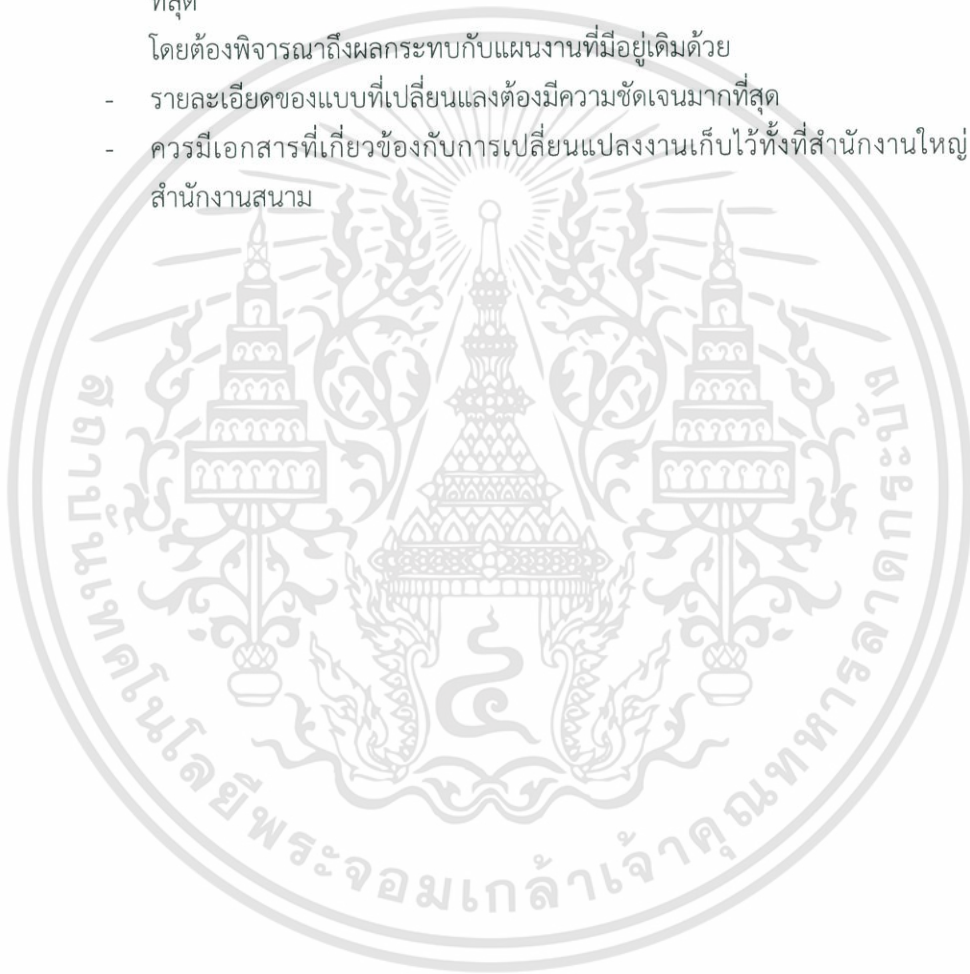 ที่สุด
โดยต้องพิจารณาถึงผลกระทบกับแผนงานที่มีอยู่เดิมด้วย
- รายละเอียดของแบบที่เปลี่ยนแลงต้องมีความชัดเจนมากที่สุด
- ควรมีเอกสารที่เกี่ยวข้องกับการเปลี่ยนแปลงงานเก็บไว้ทั้งที่สำนักงานใหญ่
สำนักงานสนาม
สถาบันเทคโนโลยีพระจอมเกล้าเจ้าคุณทหารลาดกระบัง